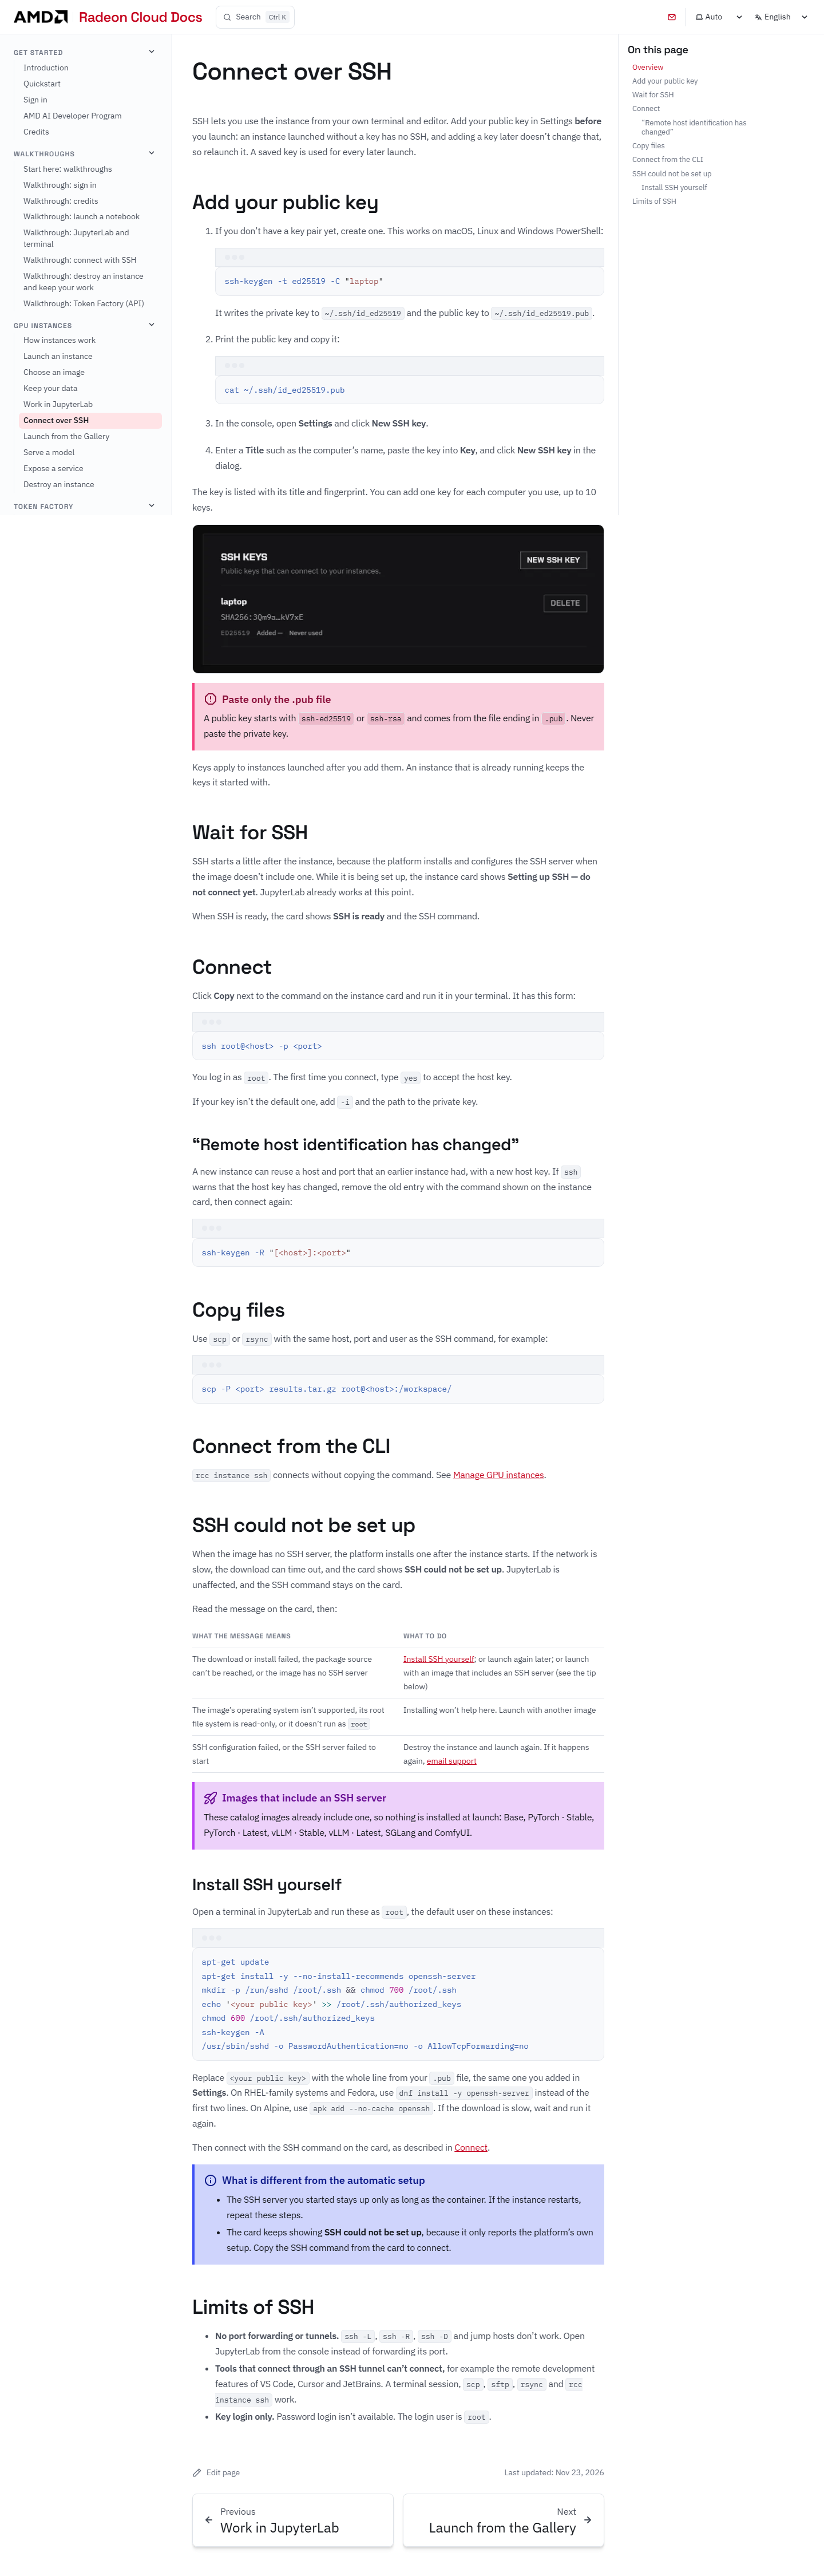 AMD Radeon Cloud Docs
Search Ctrl K
Auto
English
GET STARTED
Introduction
Quickstart
Sign in
AMD AI Developer Program
Credits
WALKTHROUGHS
Start here: walkthroughs
Walkthrough: sign in
Walkthrough: credits
Walkthrough: launch a notebook
Walkthrough: JupyterLab and
terminal
Walkthrough: connect with SSH
Walkthrough: destroy an instance
and keep your work
Walkthrough: Token Factory (API)
GPU INSTANCES
How instances work
Launch an instance
Choose an image
Keep your data
Work in JupyterLab
Connect over SSH
Launch from the Gallery
Serve a model
Expose a service
Destroy an instance
TOKEN FACTORY
On this page
Overview
Add your public key
Wait for SSH
Connect
“Remote host identification has
changed”
Copy files
Connect from the CLI
SSH could not be set up
Install SSH yourself
Limits of SSH
Connect over SSH
SSH lets you use the instance from your own terminal and editor. Add your public key in Settings before
you launch: an instance launched without a key has no SSH, and adding a key later doesn’t change that,
so relaunch it. A saved key is used for every later launch.
Add your public key
1. If you don’t have a key pair yet, create one. This works on macOS, Linux and Windows PowerShell:
ssh-keygen -t ed25519 -C "laptop"
It writes the private key to ~/.ssh/id_ed25519 and the public key to ~/.ssh/id_ed25519.pub.
2. Print the public key and copy it:
cat ~/.ssh/id_ed25519.pub
3. In the console, open Settings and click New SSH key.
4. Enter a Title such as the computer’s name, paste the key into Key, and click New SSH key in the
dialog.
The key is listed with its title and fingerprint. You can add one key for each computer you use, up to 10
keys.
SSH KEYS
Public keys that can connect to your instances.
NEW SSH KEY
laptop
SHA256:3Qm9a…kV7xE
ED25519 Added — Never used
DELETE
Paste only the .pub file
A public key starts with ssh-ed25519 or ssh-rsa and comes from the file ending in .pub. Never
paste the private key.
Keys apply to instances launched after you add them. An instance that is already running keeps the
keys it started with.
Wait for SSH
SSH starts a little after the instance, because the platform installs and configures the SSH server when
the image doesn’t include one. While it is being set up, the instance card shows Setting up SSH — do
not connect yet. JupyterLab already works at this point.
When SSH is ready, the card shows SSH is ready and the SSH command.
Connect
Click Copy next to the command on the instance card and run it in your terminal. It has this form:
ssh root@<host> -p <port>
You log in as root. The first time you connect, type yes to accept the host key.
If your key isn’t the default one, add -i and the path to the private key.
“Remote host identification has changed”
A new instance can reuse a host and port that an earlier instance had, with a new host key. If ssh
warns that the host key has changed, remove the old entry with the command shown on the instance
card, then connect again:
ssh-keygen -R "[<host>]:<port>"
Copy files
Use scp or rsync with the same host, port and user as the SSH command, for example:
scp -P <port> results.tar.gz root@<host>:/workspace/
Connect from the CLI
rcc instance ssh connects without copying the command. See Manage GPU instances.
SSH could not be set up
When the image has no SSH server, the platform installs one after the instance starts. If the network is
slow, the download can time out, and the card shows SSH could not be set up. JupyterLab is
unaffected, and the SSH command stays on the card.
Read the message on the card, then:
WHAT THE MESSAGE MEANS WHAT TO DO
The download or install failed, the package source
can’t be reached, or the image has no SSH server
Install SSH yourself; or launch again later; or launch
with an image that includes an SSH server (see the tip
below)
The image’s operating system isn’t supported, its root
file system is read-only, or it doesn’t run as root
Installing won’t help here. Launch with another image
SSH configuration failed, or the SSH server failed to
start
Destroy the instance and launch again. If it happens
again, email support
Images that include an SSH server
These catalog images already include one, so nothing is installed at launch: Base, PyTorch · Stable,
PyTorch · Latest, vLLM · Stable, vLLM · Latest, SGLang and ComfyUI.
Install SSH yourself
Open a terminal in JupyterLab and run these as root, the default user on these instances:
apt-get update
apt-get install -y --no-install-recommends openssh-server
mkdir -p /run/sshd /root/.ssh && chmod 700 /root/.ssh
echo '<your public key>' >> /root/.ssh/authorized_keys
chmod 600 /root/.ssh/authorized_keys
ssh-keygen -A
/usr/sbin/sshd -o PasswordAuthentication=no -o AllowTcpForwarding=no
Replace <your public key> with the whole line from your .pub file, the same one you added in
Settings. On RHEL-family systems and Fedora, use dnf install -y openssh-server instead of the
first two lines. On Alpine, use apk add --no-cache openssh. If the download is slow, wait and run it
again.
Then connect with the SSH command on the card, as described in Connect.
What is different from the automatic setup
• The SSH server you started stays up only as long as the container. If the instance restarts,
repeat these steps.
• The card keeps showing SSH could not be set up, because it only reports the platform’s own
setup. Copy the SSH command from the card to connect.
Limits of SSH
• No port forwarding or tunnels. ssh -L, ssh -R, ssh -D and jump hosts don’t work. Open
JupyterLab from the console instead of forwarding its port.
• Tools that connect through an SSH tunnel can’t connect, for example the remote development
features of VS Code, Cursor and JetBrains. A terminal session, scp, sftp, rsync and rcc
instance ssh work.
• Key login only. Password login isn’t available. The login user is root.
Edit page
Last updated: Nov 23, 2026
Previous
Work in JupyterLab
Next
Launch from the Gallery